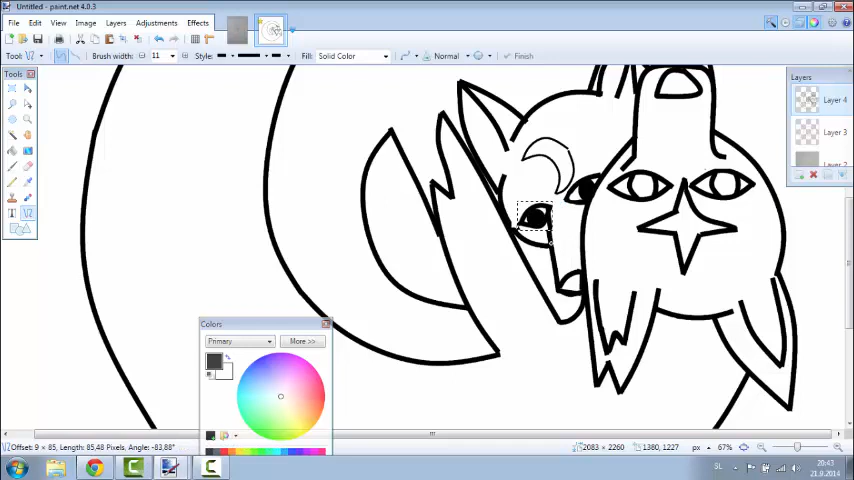 Untitled - paint.net 4.0.3
File Edit View Image Layers Adjustments Effects
Tool: Brush width: 11 Style: Fill: Solid Color Normal Finish
Tools
Layers
Layer 4
Layer 3
Layer 2
Colors
Primary More >>
Offset: 9 × 85, Length: 85,48 Pixels, Angle: -83,88° 2083 × 2260 1380, 1227 px 67%
SL 20:43
21.9.2014